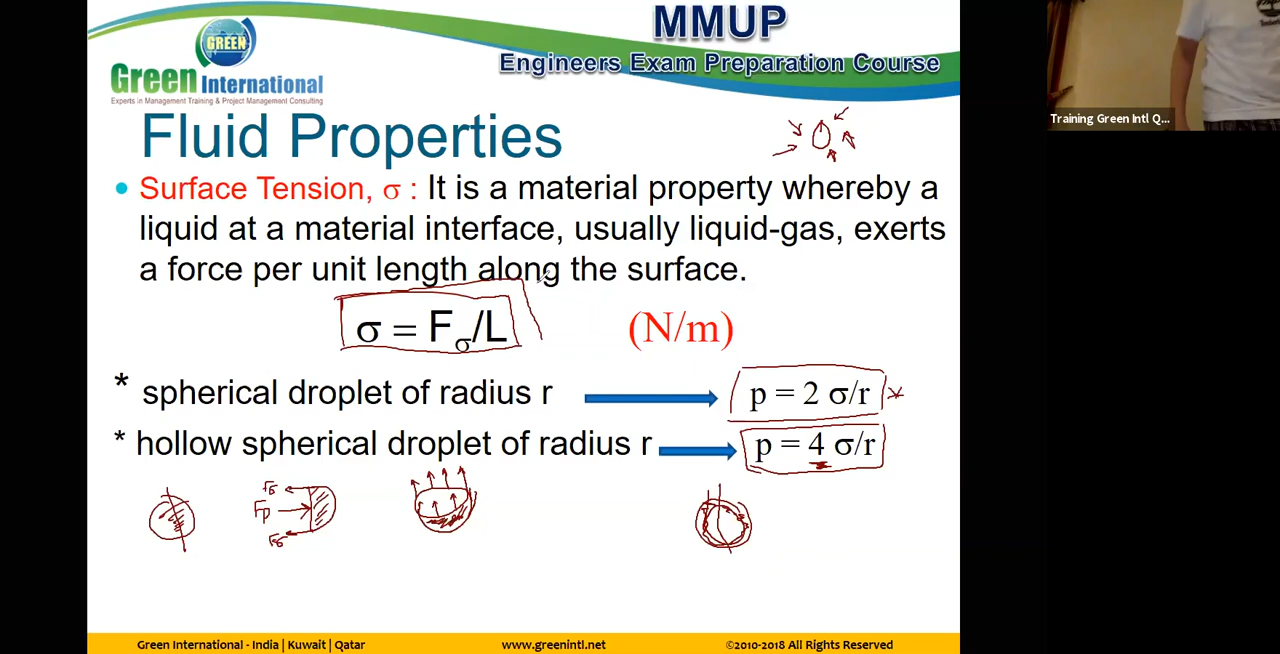 MMUP
Engineers Exam Preparation Course
GREEN
Green International
Experts in Management Training & Project Management Consulting
Training Green Intl Q...
Fluid Properties
• Surface Tension, σ : It is a material property whereby a
liquid at a material interface, usually liquid-gas, exerts
a force per unit length along the surface.
σ = Fσ/L (N/m)
* spherical droplet of radius r p = 2 σ/r *
* hollow spherical droplet of radius r p = 4 σ/r
Fσ
Fp
Fσ
Green International - India | Kuwait | Qatar www.greenintl.net ©2010-2018 All Rights Reserved